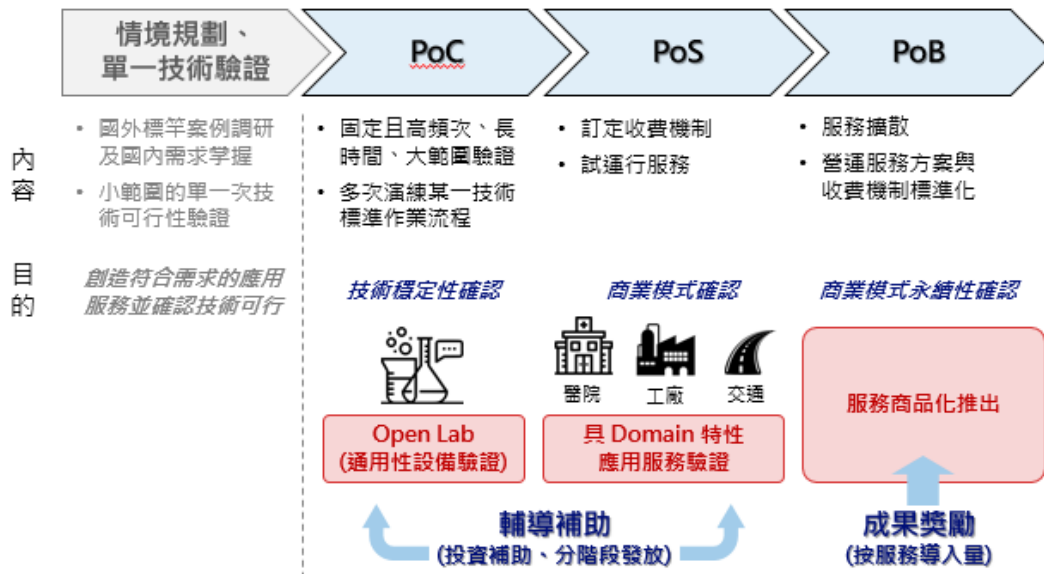 情境規劃、
單一技術驗證
PoC
PoS
PoB
內容
• 國外標竿案例調研
及國內需求掌握
• 小範圍的單一次技
術可行性驗證
• 固定且高頻次、長
時間、大範圍驗證
• 多次演練某一技術
標準作業流程
• 訂定收費機制
• 試運行服務
• 服務擴散
• 營運服務方案與
收費機制標準化
目的
創造符合需求的應用
服務並確認技術可行
技術穩定性確認
商業模式確認
商業模式永續性確認
醫院
工廠
交通
Open Lab
(通用性設備驗證)
具 Domain 特性
應用服務驗證
服務商品化推出
輔導補助
(投資補助、分階段發放)
成果獎勵
(按服務導入量)